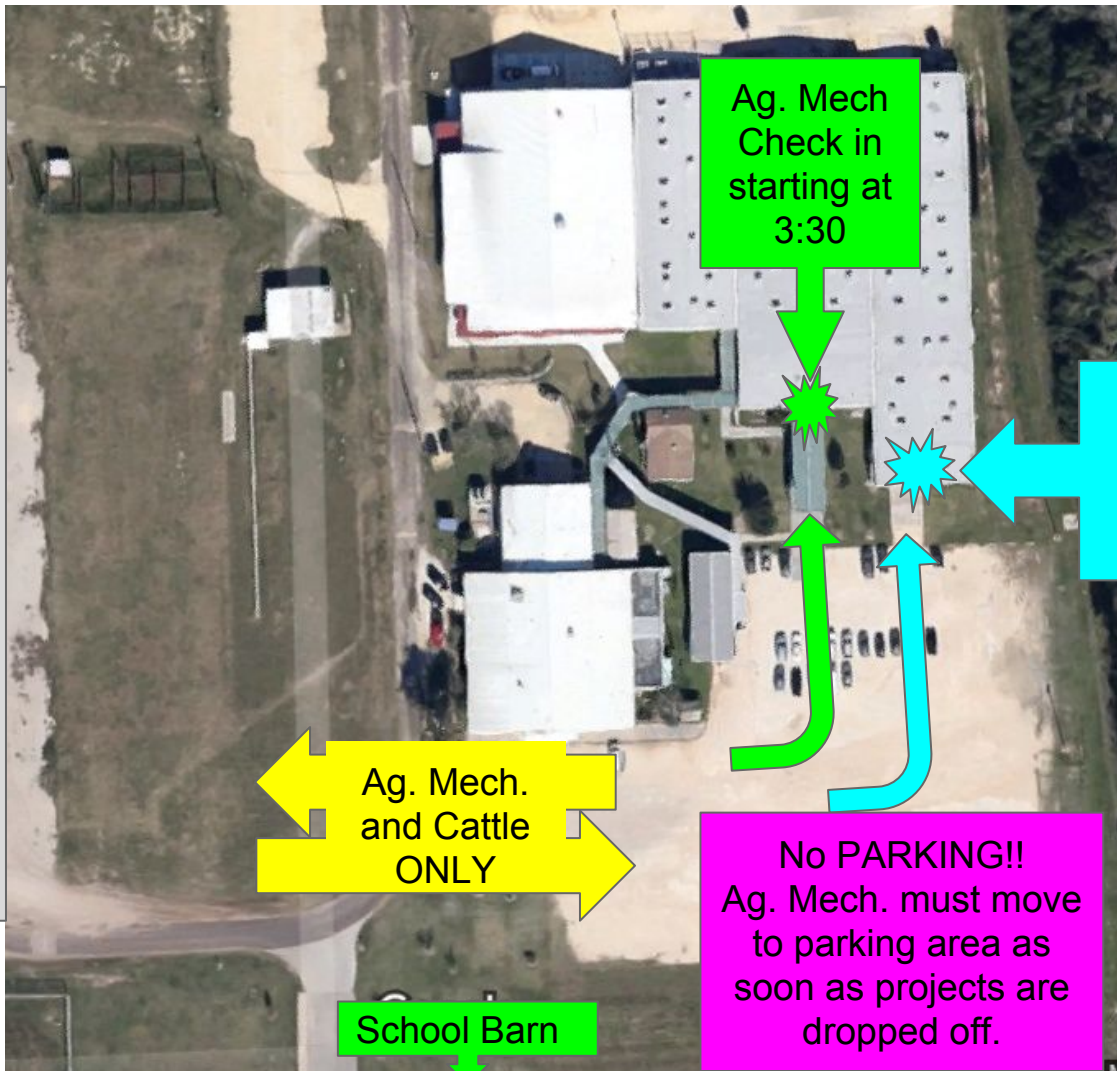 Ag. Mech
Check in
starting at
3:30
Ag. Mech.
and Cattle
ONLY
No PARKING!!
Ag. Mech. must move
to parking area as
soon as projects are
dropped off.
School Barn